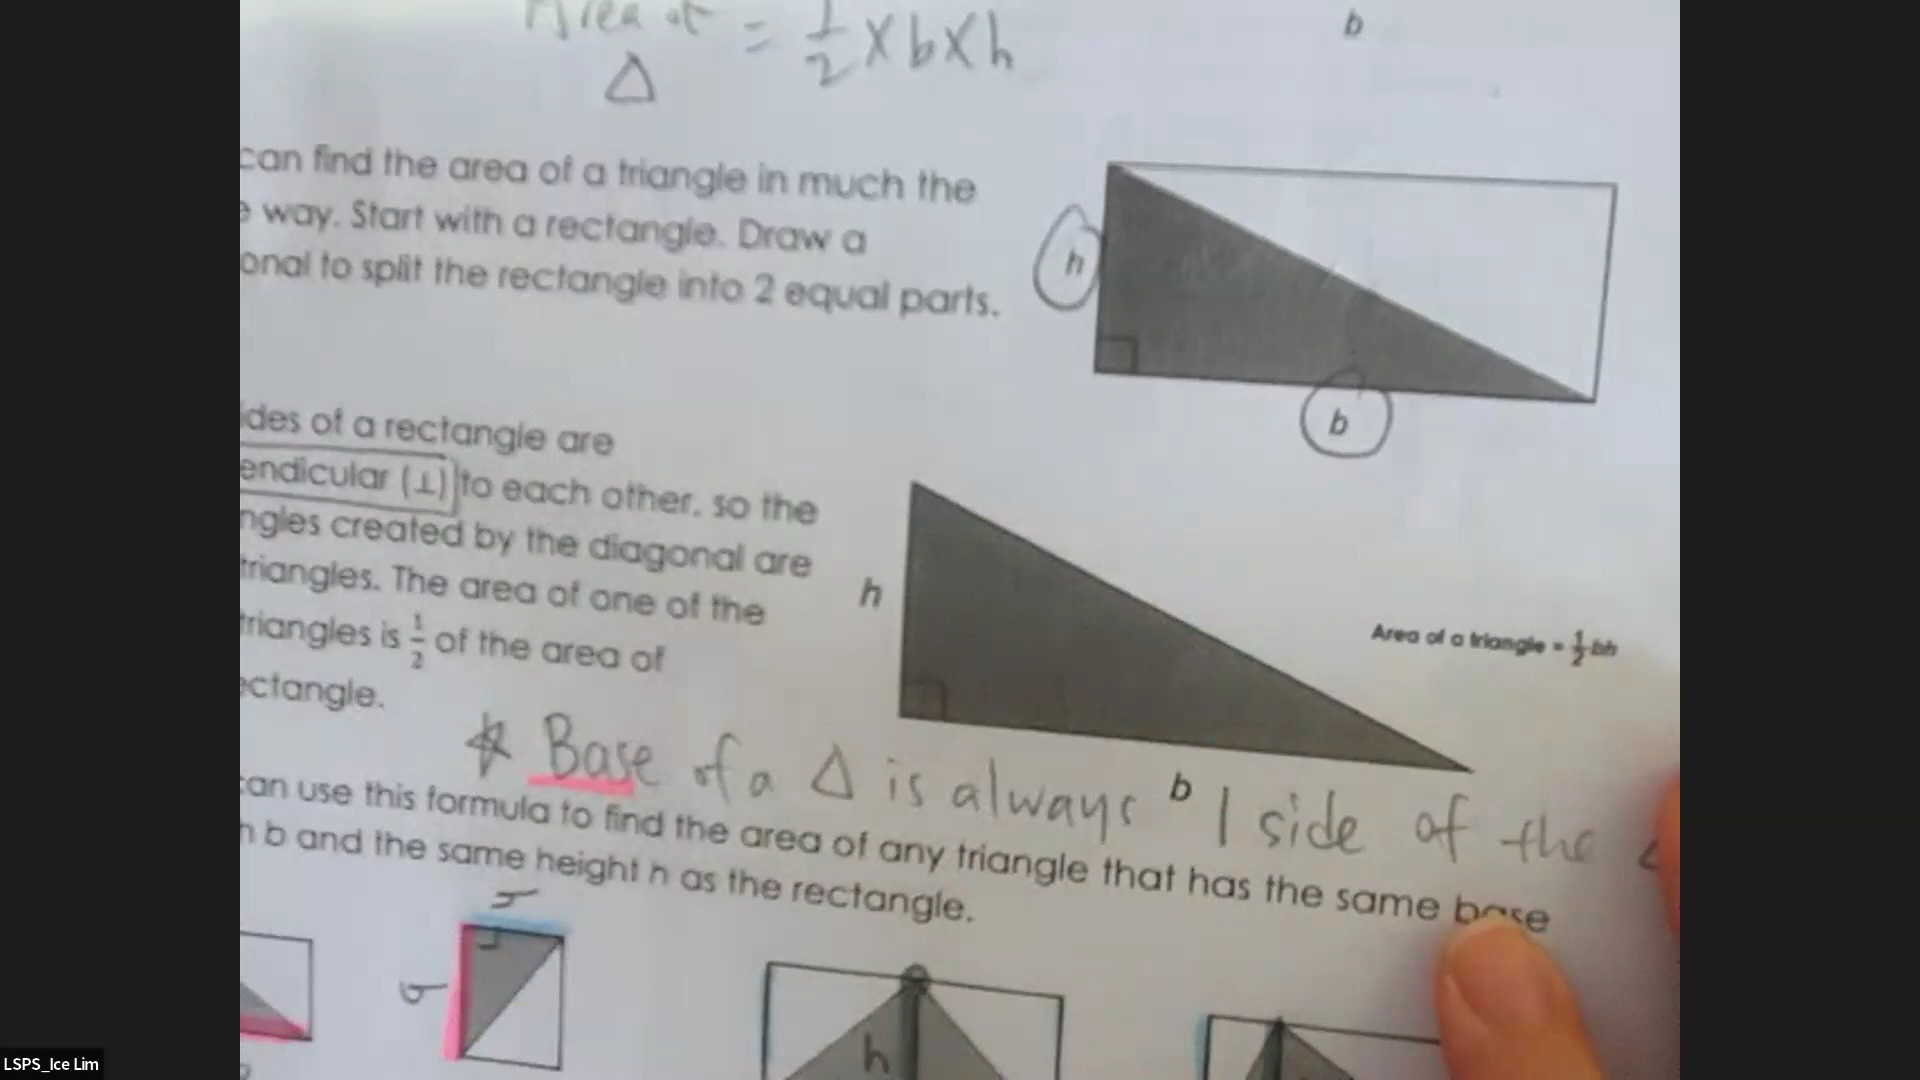 Area of = 1/2 X b X h
Δ
b
can find the area of a triangle in much the
way. Start with a rectangle. Draw a
onal to split the rectangle into 2 equal parts.
h
b
ides of a rectangle are
endicular (⊥) to each other, so the
ngles created by the diagonal are
triangles. The area of one of the
triangles is 1/2 of the area of
ectangle.
h
b
Area of a triangle = 1/2 bh
☆ Base of a Δ is always 1 side of the
can use this formula to find the area of any triangle that has the same base
h b and the same height h as the rectangle.
h
LSPS_Ice Lim